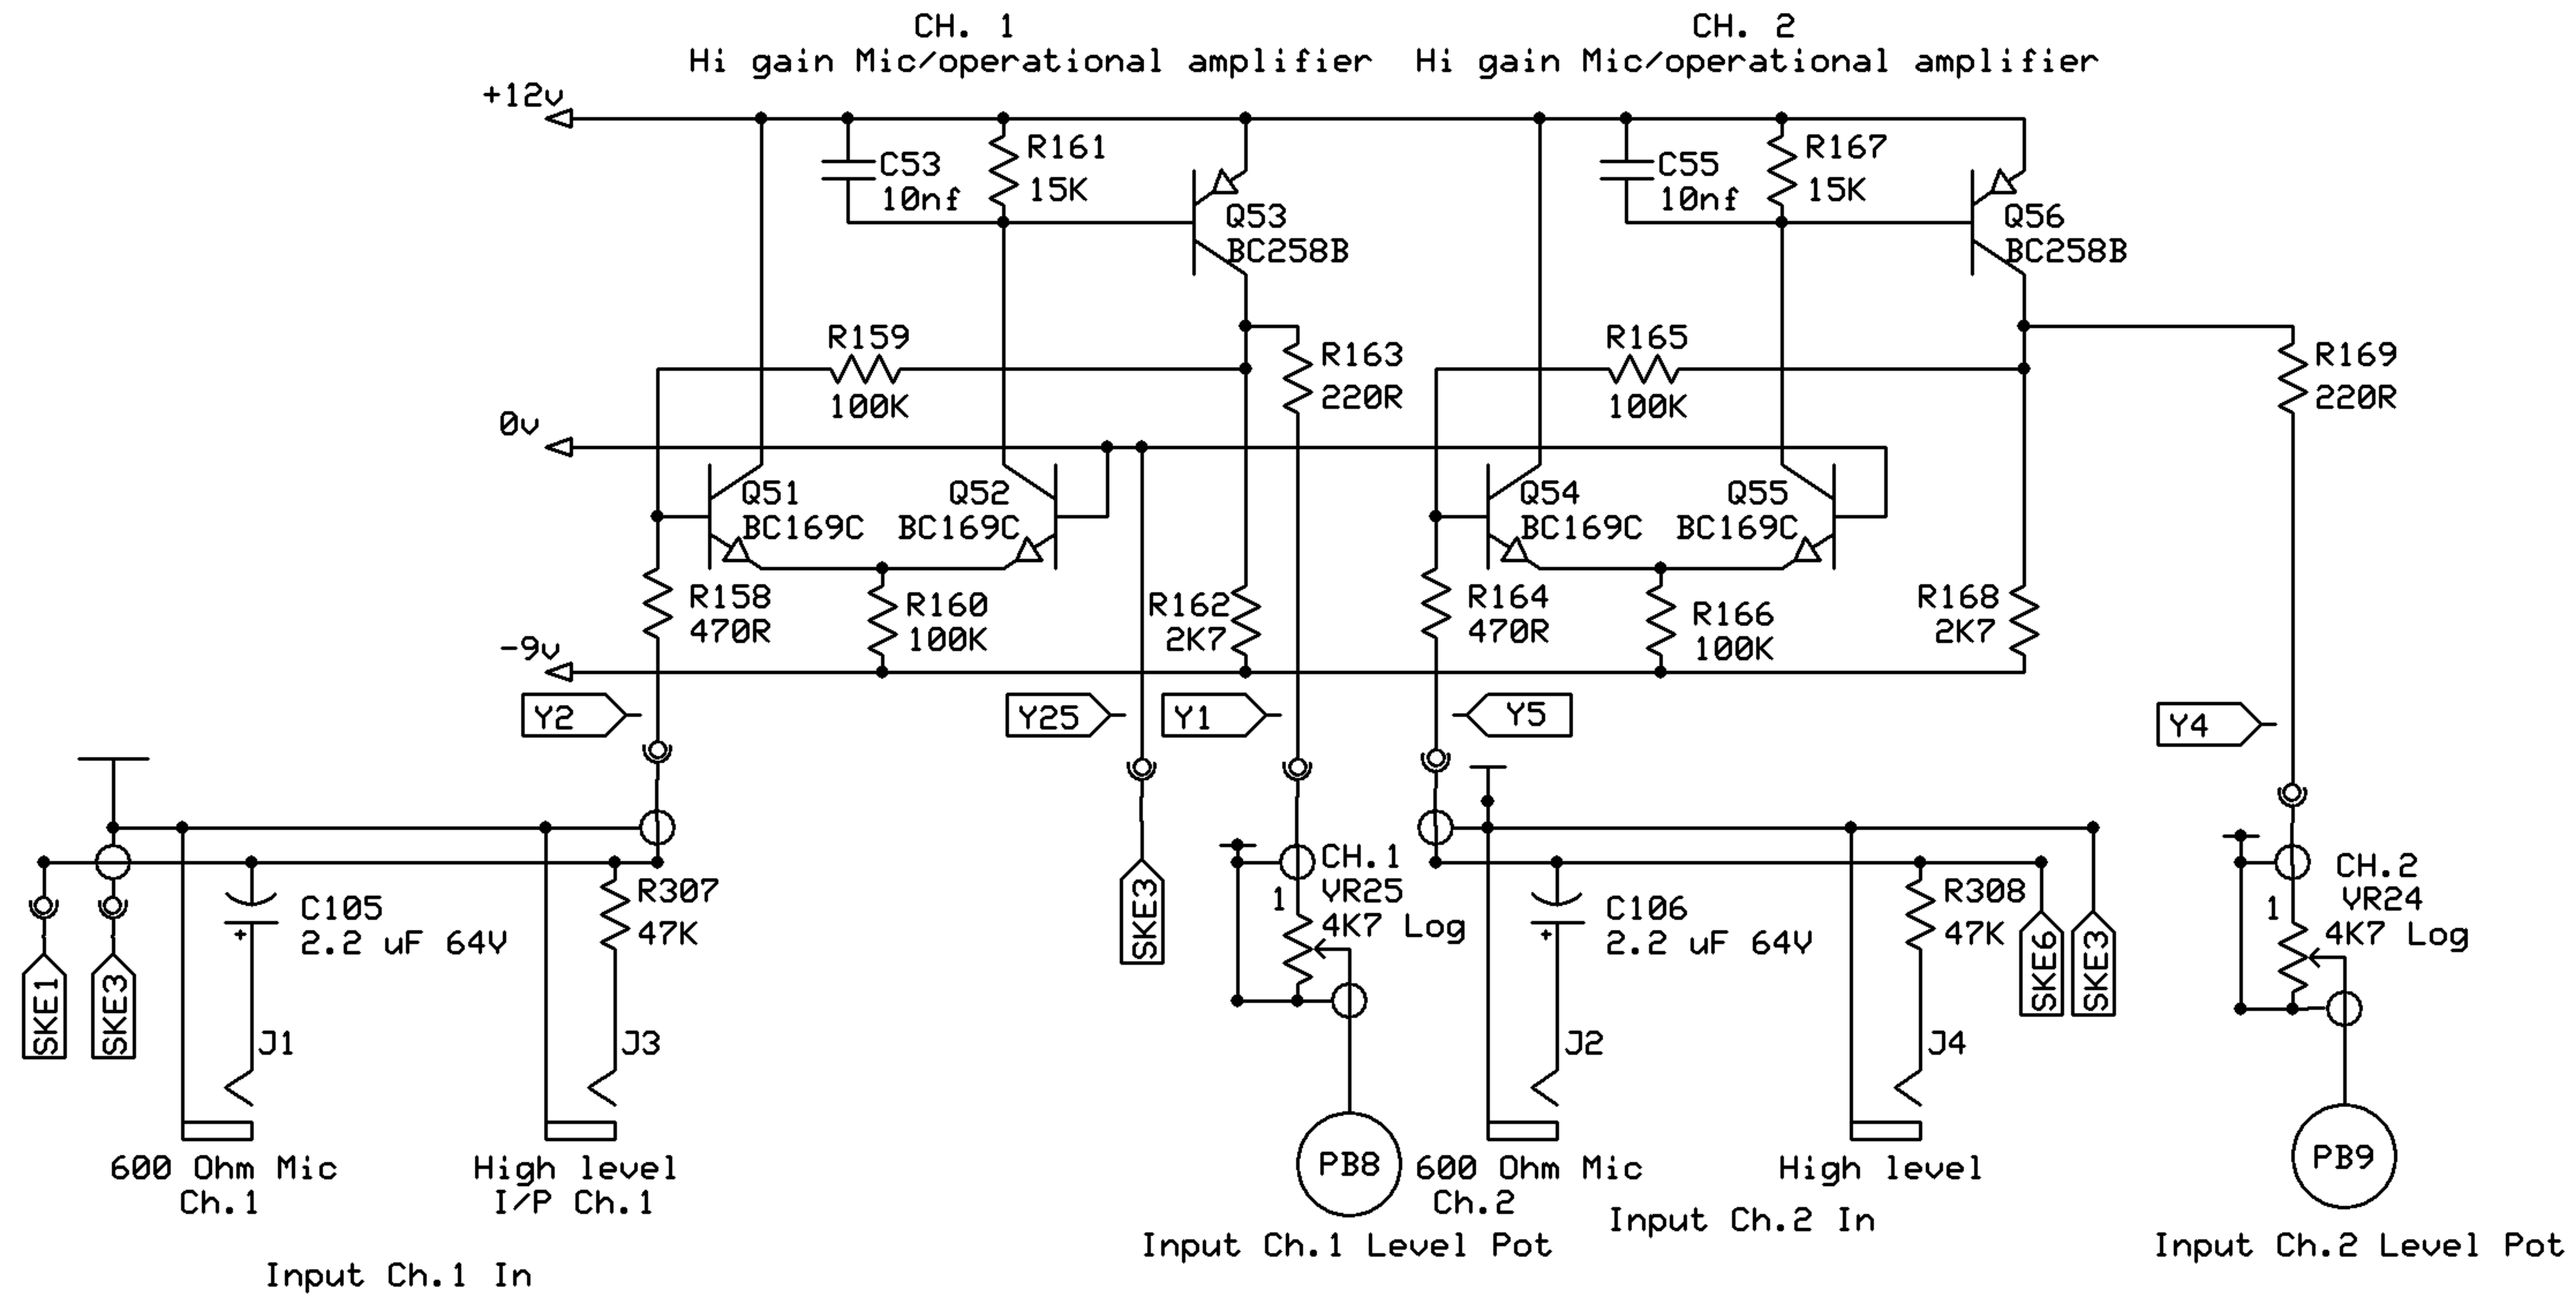 CH. 1
Hi gain Mic/operational amplifier
CH. 2
Hi gain Mic/operational amplifier
+12v
C53
10nf
R161
15K
Q53
BC258B
C55
10nf
R167
15K
Q56
BC258B
R159
100K
R163
220R
R165
100K
R169
220R
0v
Q51
BC169C
Q52
BC169C
Q54
BC169C
Q55
BC169C
R158
470R
R160
100K
R162
2K7
R164
470R
R166
100K
R168
2K7
-9v
Y2
Y25
Y1
Y5
Y4
SKE1
SKE3
C105
2.2 uF 64V
+
R307
47K
J1
J3
600 Ohm Mic
Ch.1
High level
I/P Ch.1
Input Ch.1 In
SKE3
CH.1
VR25
4K7 Log
1
PB8
Input Ch.1 Level Pot
C106
2.2 uF 64V
+
R308
47K
SKE6
SKE3
J2
J4
600 Ohm Mic
Ch.2
High level
Input Ch.2 In
CH.2
VR24
4K7 Log
1
PB9
Input Ch.2 Level Pot